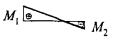 M₁ ⊕
⊖ M₂